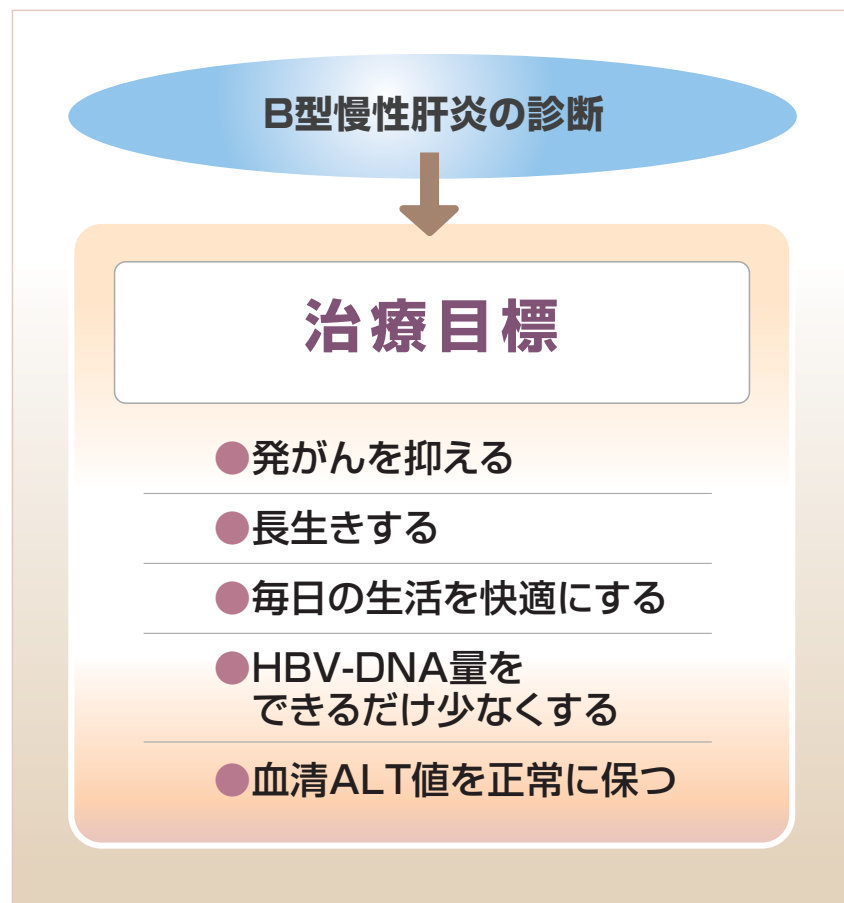 B型慢性肝炎の診断
治療目標
●発がんを抑える
●長生きする
●毎日の生活を快適にする
●HBV-DNA量を
できるだけ少なくする
●血清ALT値を正常に保つ